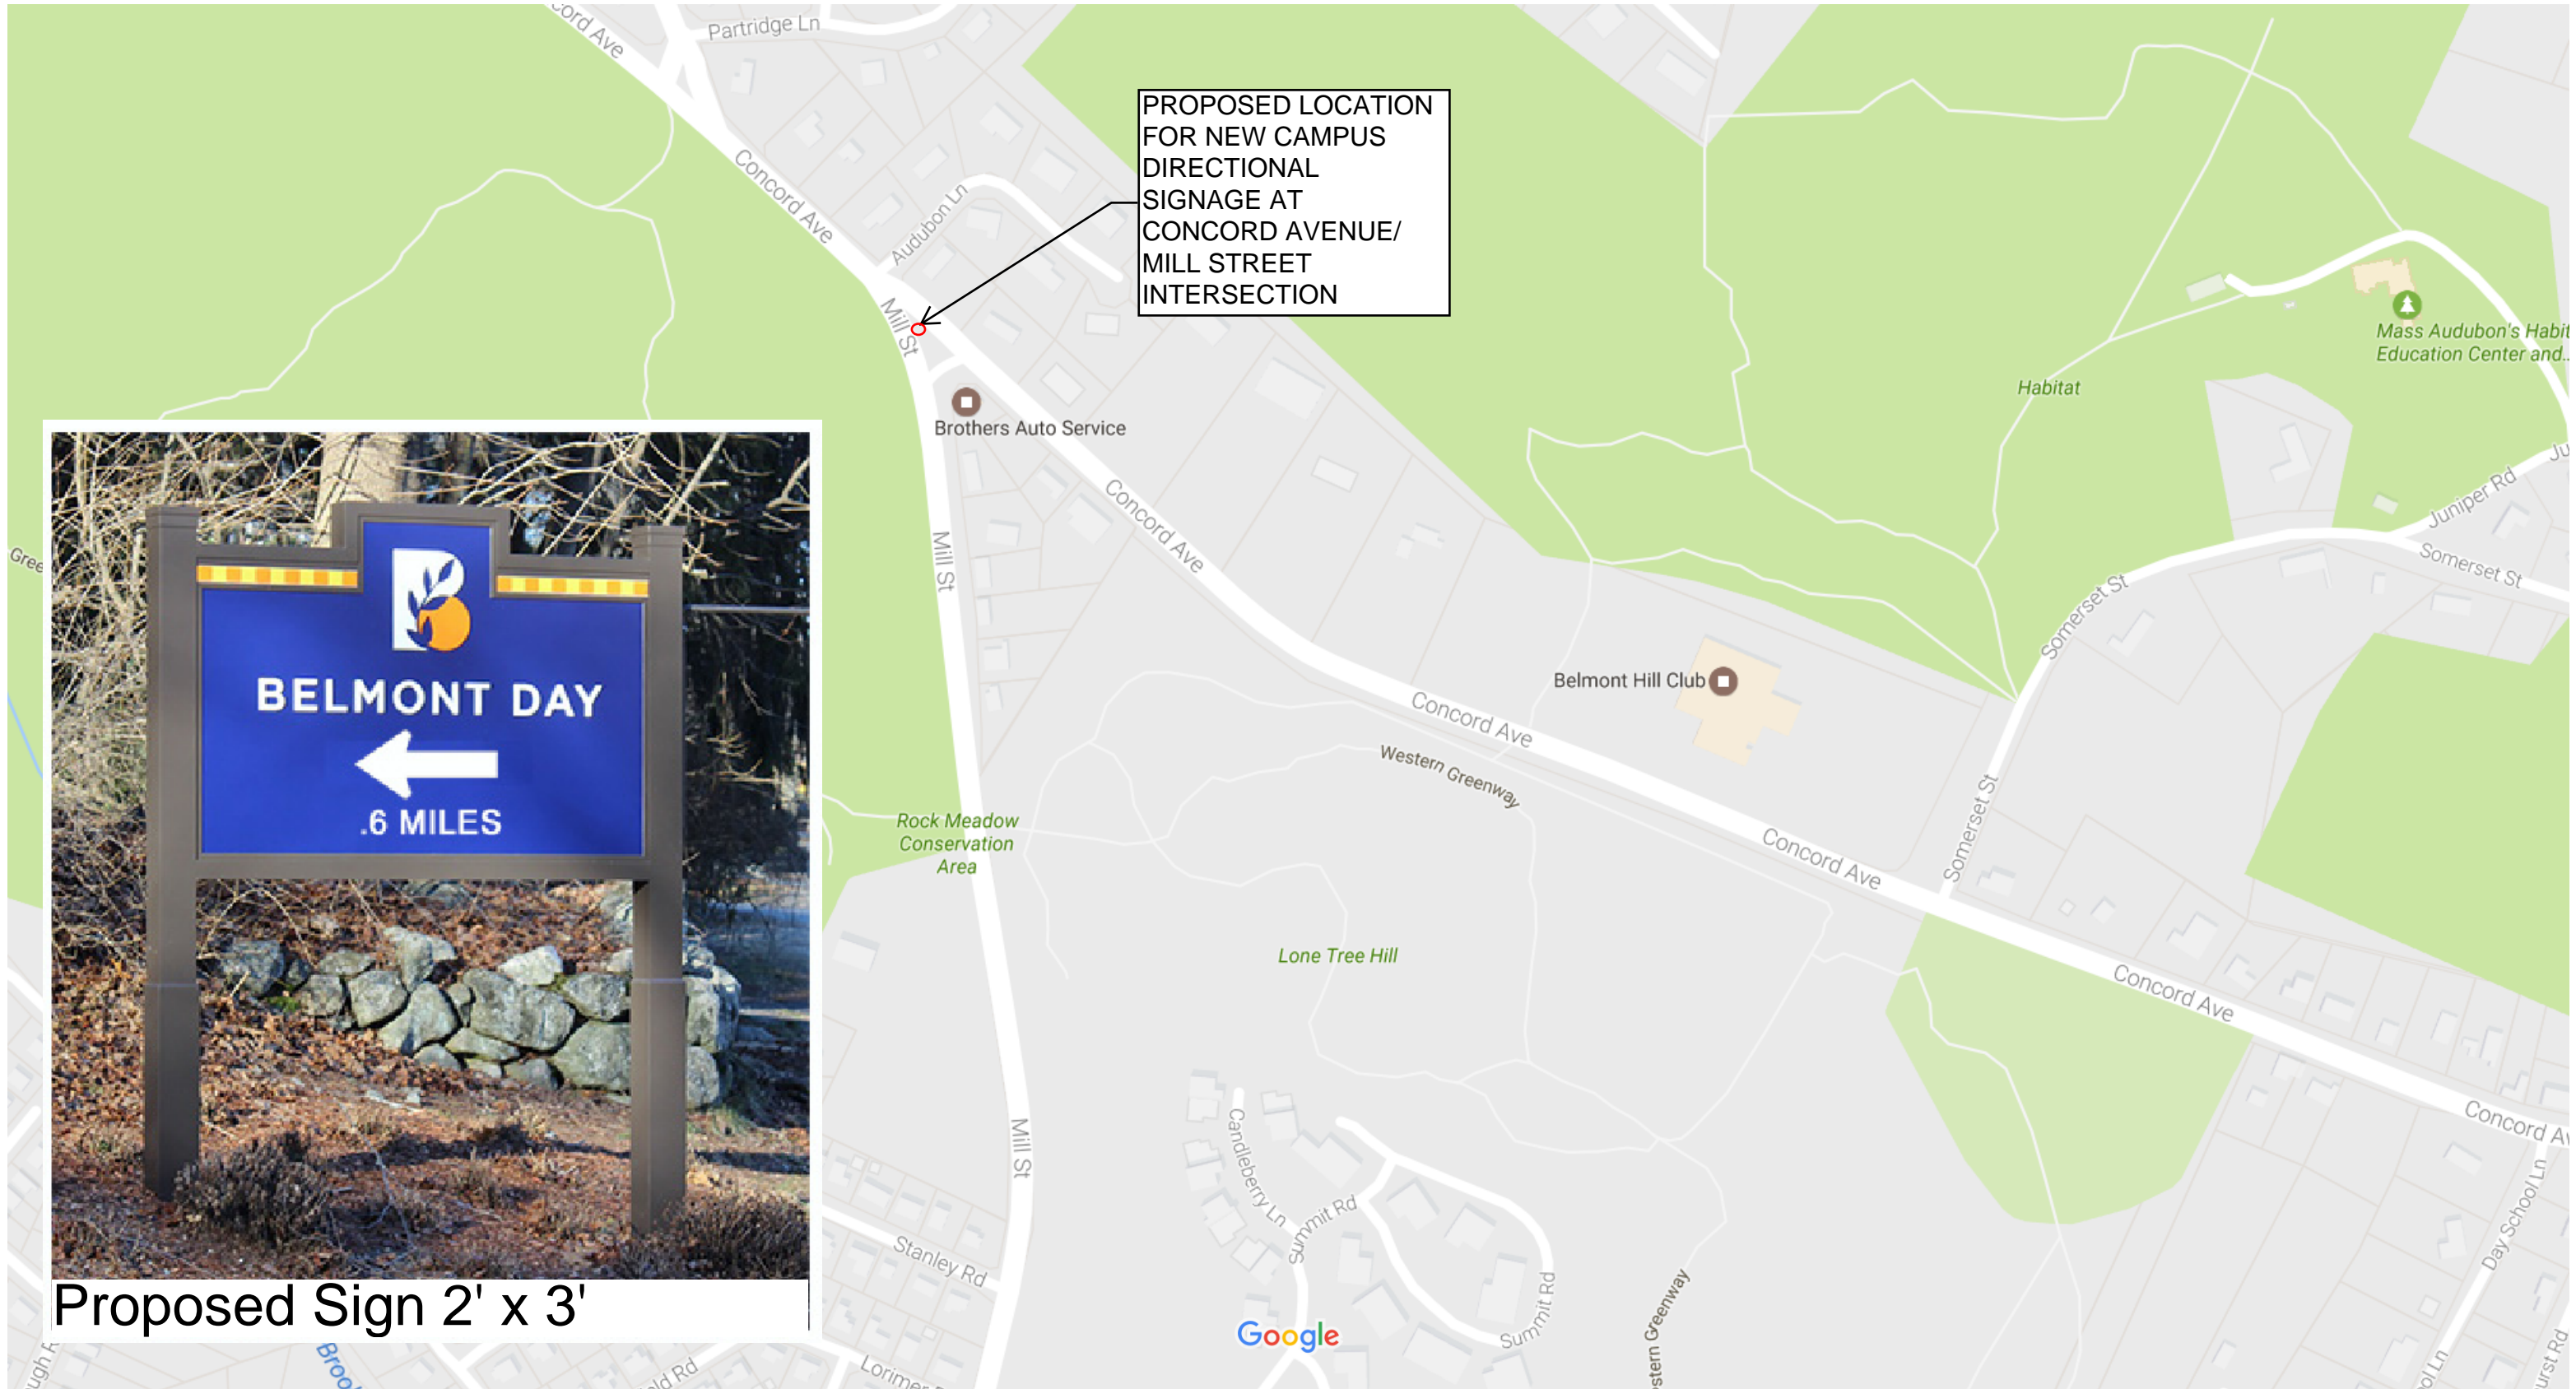 Partridge Ln
Concord Ave
PROPOSED LOCATION
FOR NEW CAMPUS
DIRECTIONAL
SIGNAGE AT
CONCORD AVENUE/
MILL STREET
INTERSECTION
Audubon Ln
Mill St
Brothers Auto Service
Mass Audubon's Habit
Education Center and...
Habitat
Juniper Rd
Somerset St
Somerset St
Concord Ave
Mill St
BELMONT DAY
.6 MILES
Belmont Hill Club
Concord Ave
Western Greenway
Somerset St
Rock Meadow
Conservation
Area
Concord Ave
Lone Tree Hill
Concord Ave
Mill St
Candleberry Ln
Summit Rd
Day School Ln
Stanley Rd
Summit Rd
Proposed Sign 2' x 3'
Google